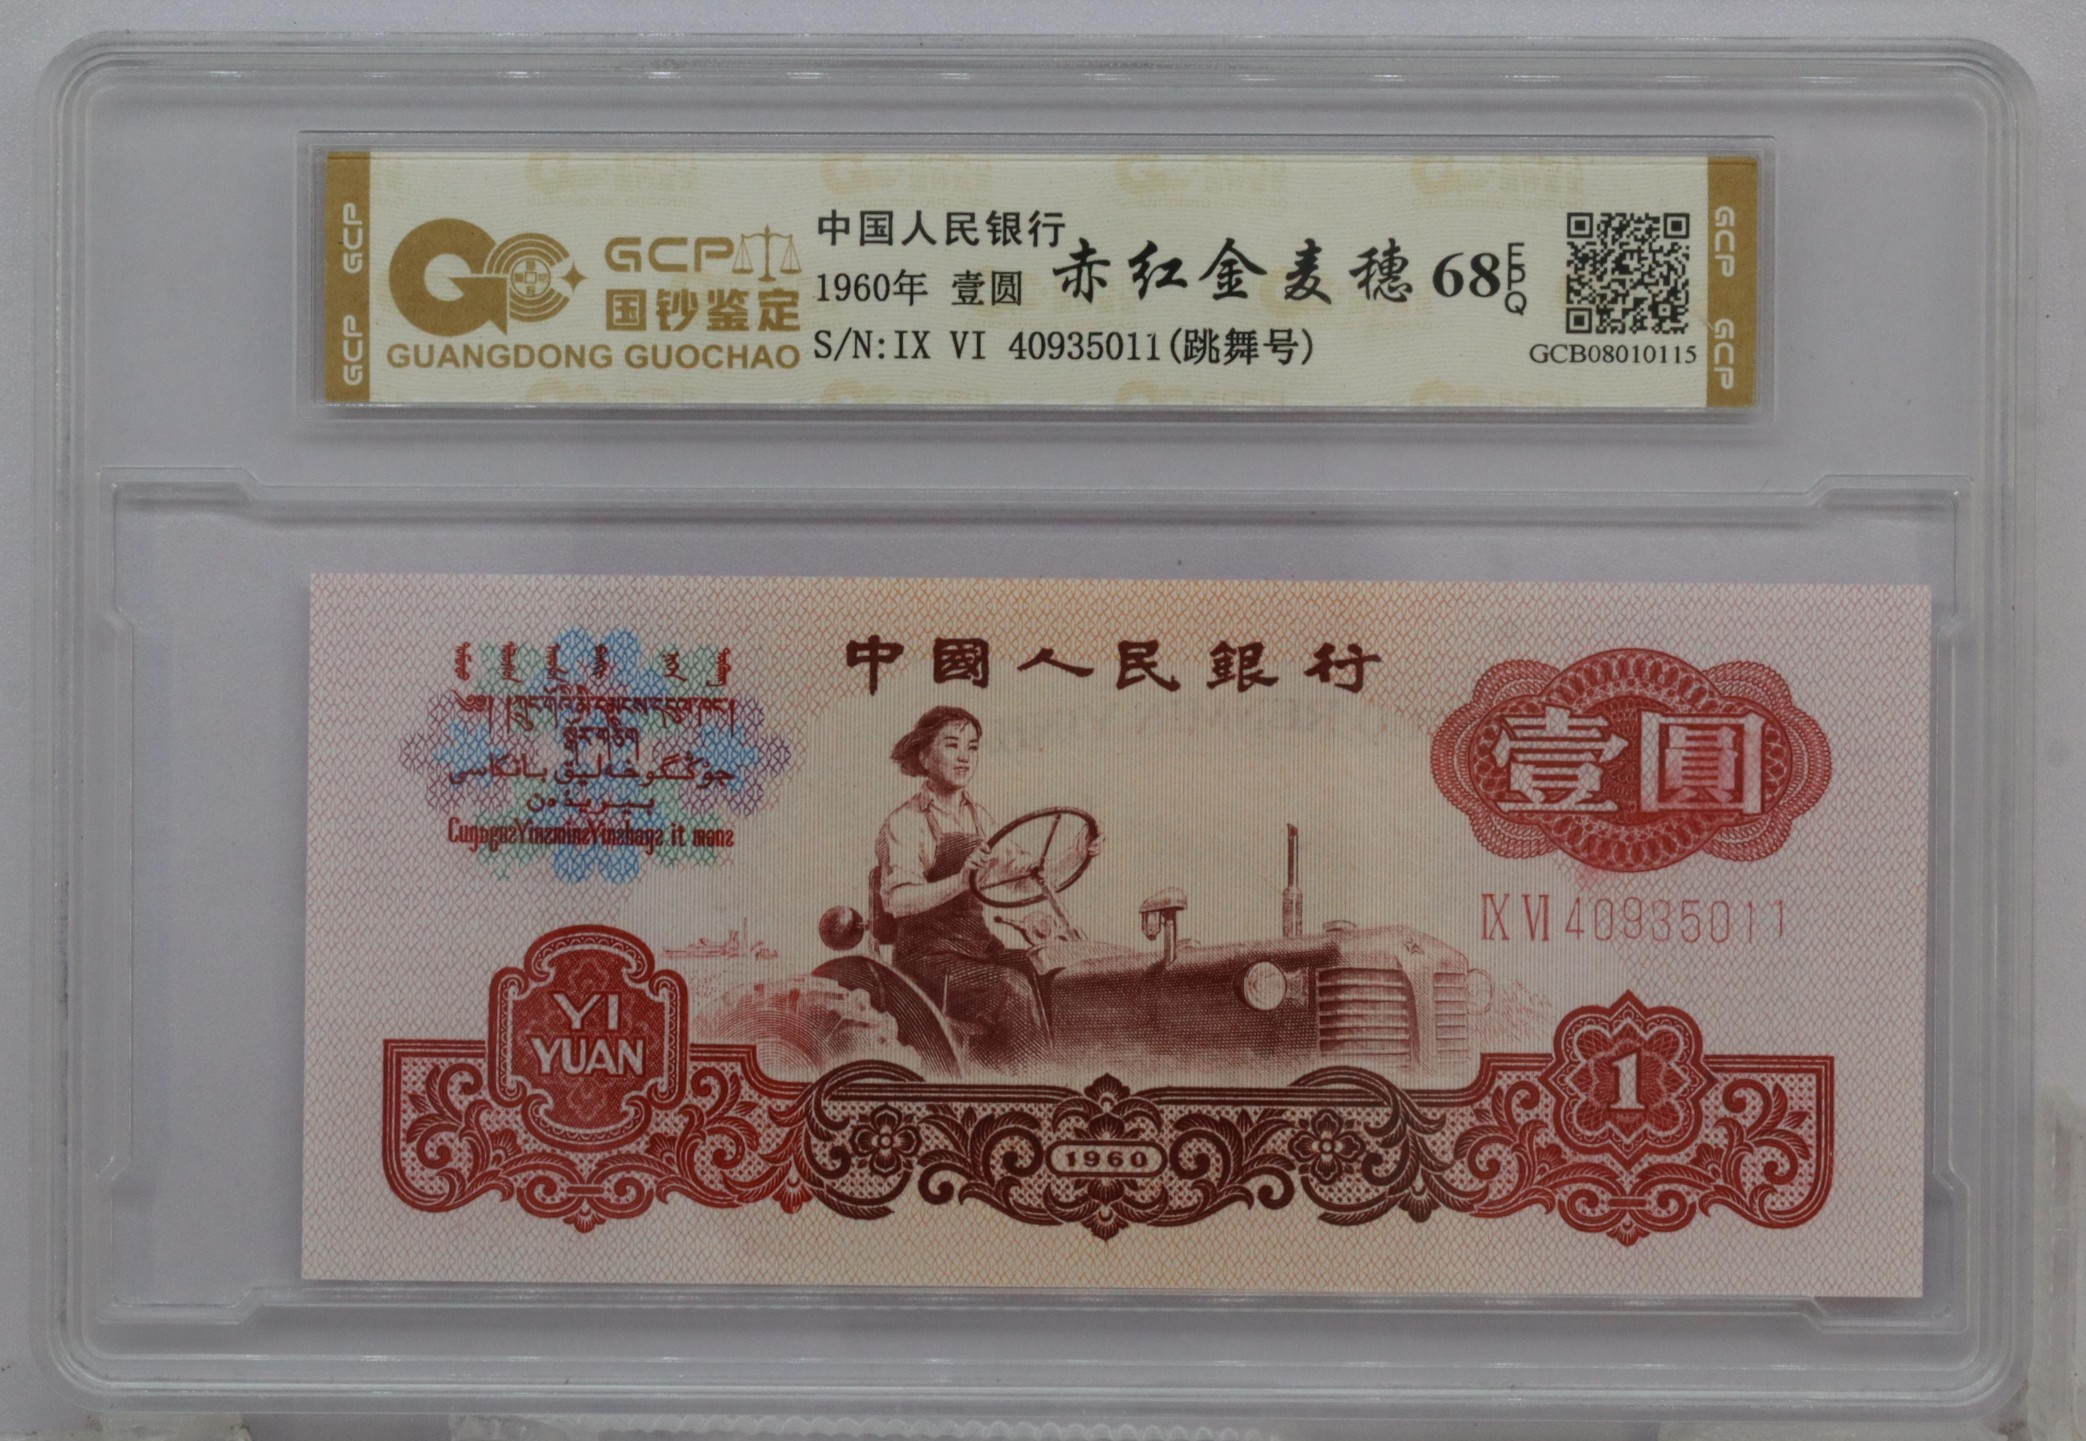 GCP GCP
GCP
国钞鉴定
GUANGDONG GUOCHAO
中国人民银行
1960年 壹圆 赤红金麦穗 68 EPQ
S/N:IX VI 40935011(跳舞号)
GCB08010115
GCP GCP
中國人民銀行
壹圓
IX VI 40935011
YI
YUAN
1960
1